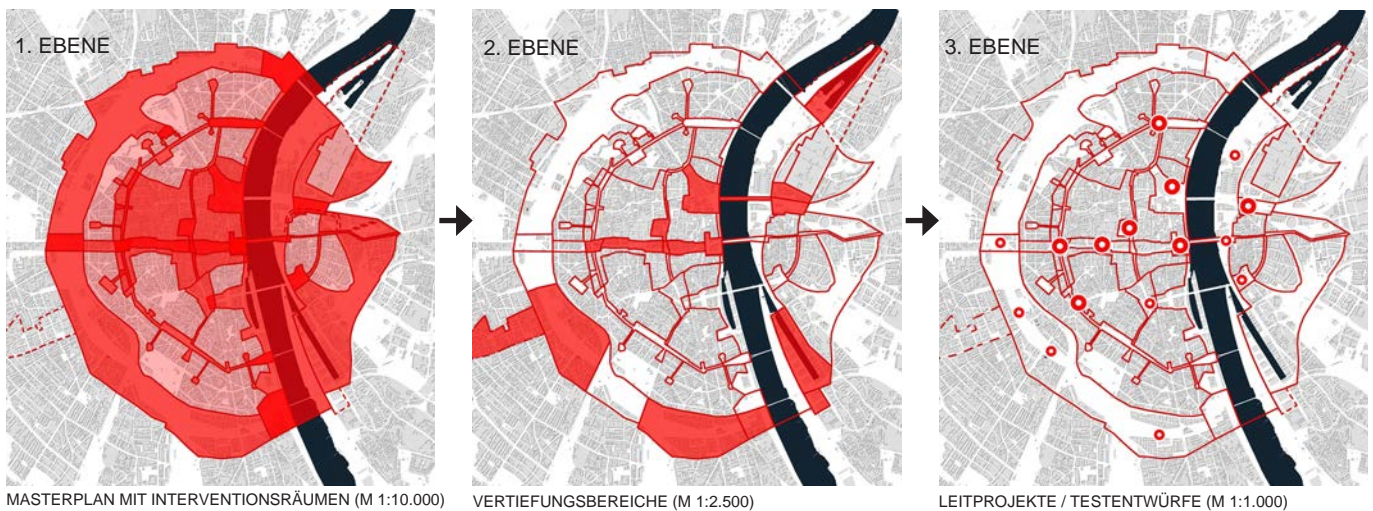 1. EBENE
2. EBENE
3. EBENE
MASTERPLAN MIT INTERVENTIONSRÄUMEN (M 1:10.000)
VERTIEFUNGSBEREICHE (M 1:2.500)
LEITPROJEKTE / TESTENTWÜRFE (M 1:1.000)